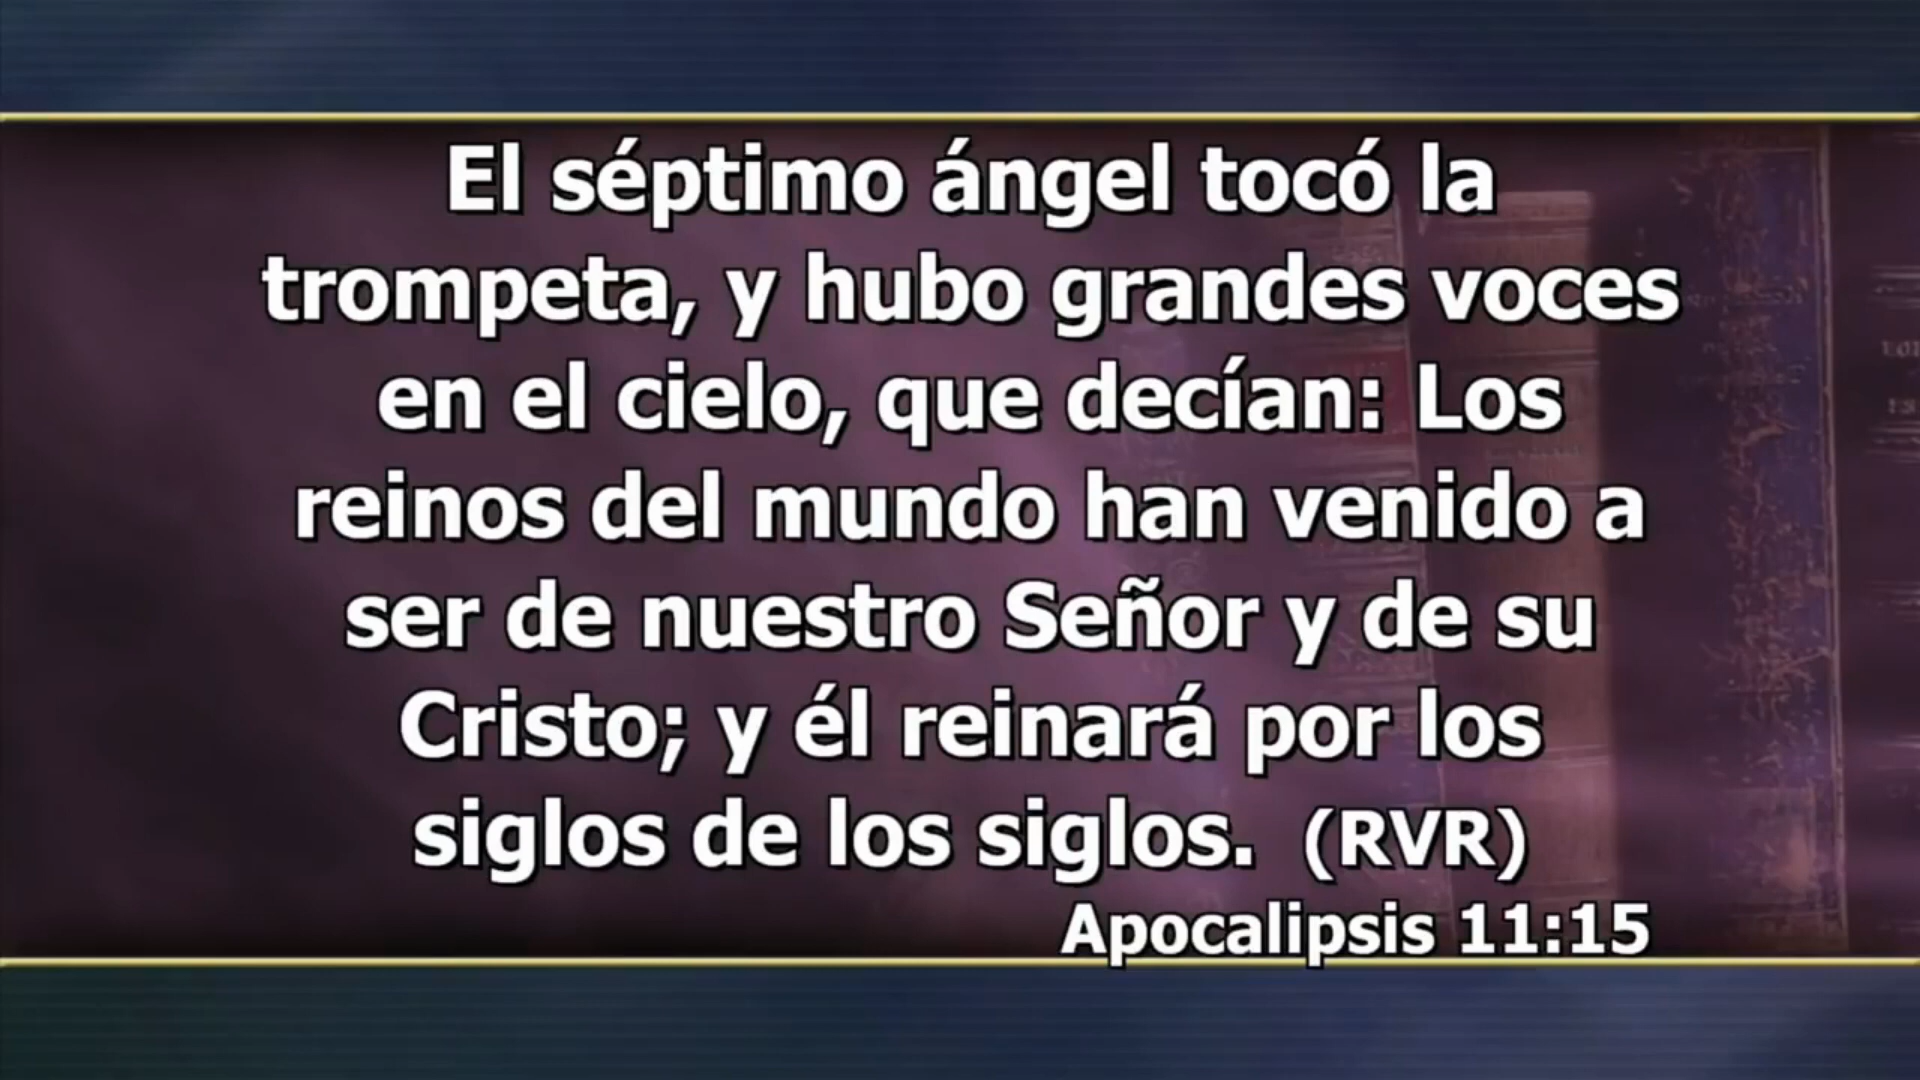 El séptimo ángel tocó la
trompeta, y hubo grandes voces
en el cielo, que decían: Los
reinos del mundo han venido a
ser de nuestro Señor y de su
Cristo; y él reinará por los
siglos de los siglos. (RVR)
Apocalipsis 11:15